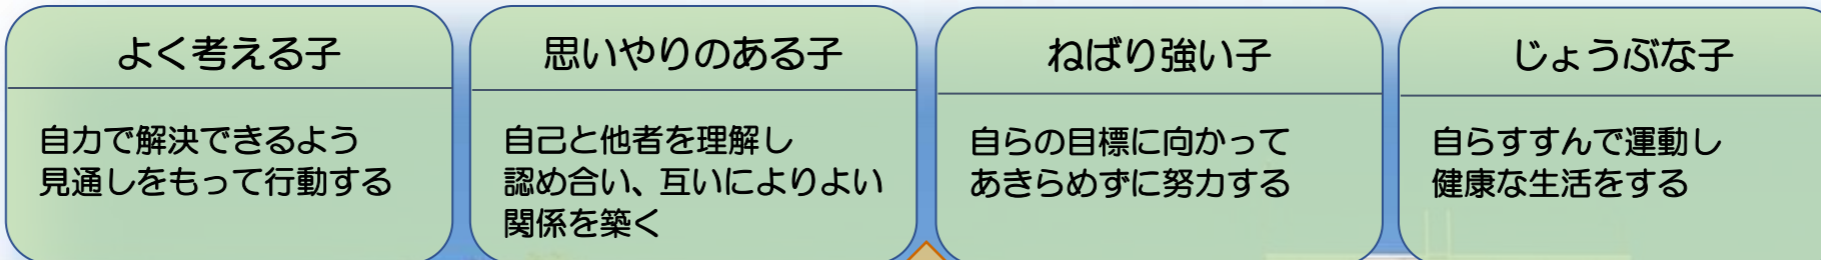 よく考える子
自力で解決できるよう
見通しをもって行動する
思いやりのある子
自己と他者を理解し
認め合い、互いによりよい
関係を築く
ねばり強い子
自らの目標に向かって
あきらめずに努力する
じょうぶな子
自らすすんで運動し
健康な生活をする